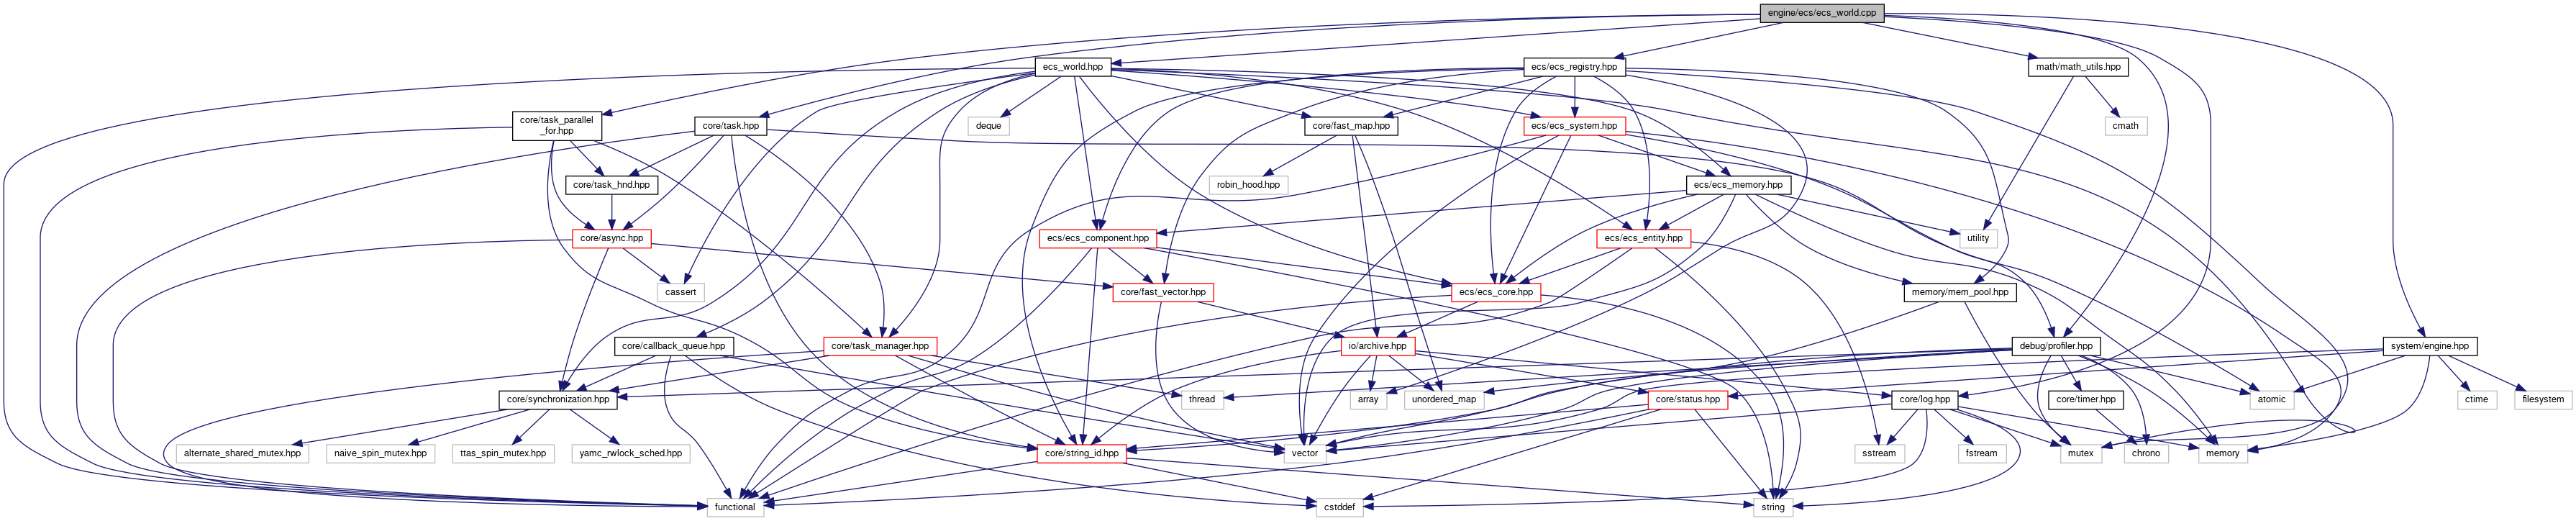 engine/ecs/ecs_world.cpp
ecs_world.hpp
ecs/ecs_registry.hpp
math/math_utils.hpp
core/task_parallel
_for.hpp
core/task.hpp
deque
core/fast_map.hpp
ecs/ecs_system.hpp
cmath
core/task_hnd.hpp
robin_hood.hpp
ecs/ecs_memory.hpp
core/async.hpp
ecs/ecs_component.hpp
ecs/ecs_entity.hpp
utility
cassert
core/fast_vector.hpp
ecs/ecs_core.hpp
memory/mem_pool.hpp
core/callback_queue.hpp
core/task_manager.hpp
io/archive.hpp
debug/profiler.hpp
system/engine.hpp
core/synchronization.hpp
thread
array
unordered_map
core/status.hpp
core/log.hpp
core/timer.hpp
atomic
ctime
filesystem
alternate_shared_mutex.hpp
naive_spin_mutex.hpp
ttas_spin_mutex.hpp
yamc_rwlock_sched.hpp
core/string_id.hpp
vector
sstream
fstream
mutex
chrono
memory
functional
cstddef
string